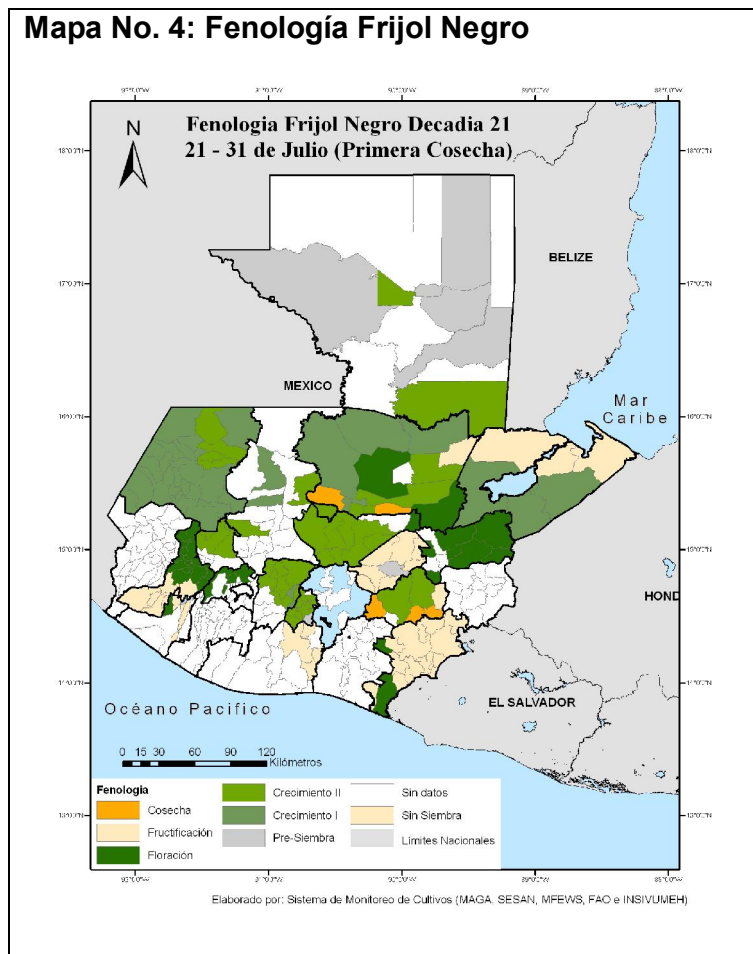 Mapa No. 4: Fenología Frijol Negro
N
Fenologia Frijol Negro Decadia 21
21 - 31 de Julio (Primera Cosecha)
BELIZE
MEXICO
Mar
Caribe
HOND
EL SALVADOR
Océano Pacifico
0 15 30 60 90 120
Kilómetros
Fenología
Cosecha
Fructificación
Floración
Crecimiento II
Crecimiento I
Pre-Siembra
Sin datos
Sin Siembra
Límites Nacionales
Elaborado por: Sistema de Monitoreo de Cultivos (MAGA, SESAN, MFEWS, FAO e INSIVUMEH)